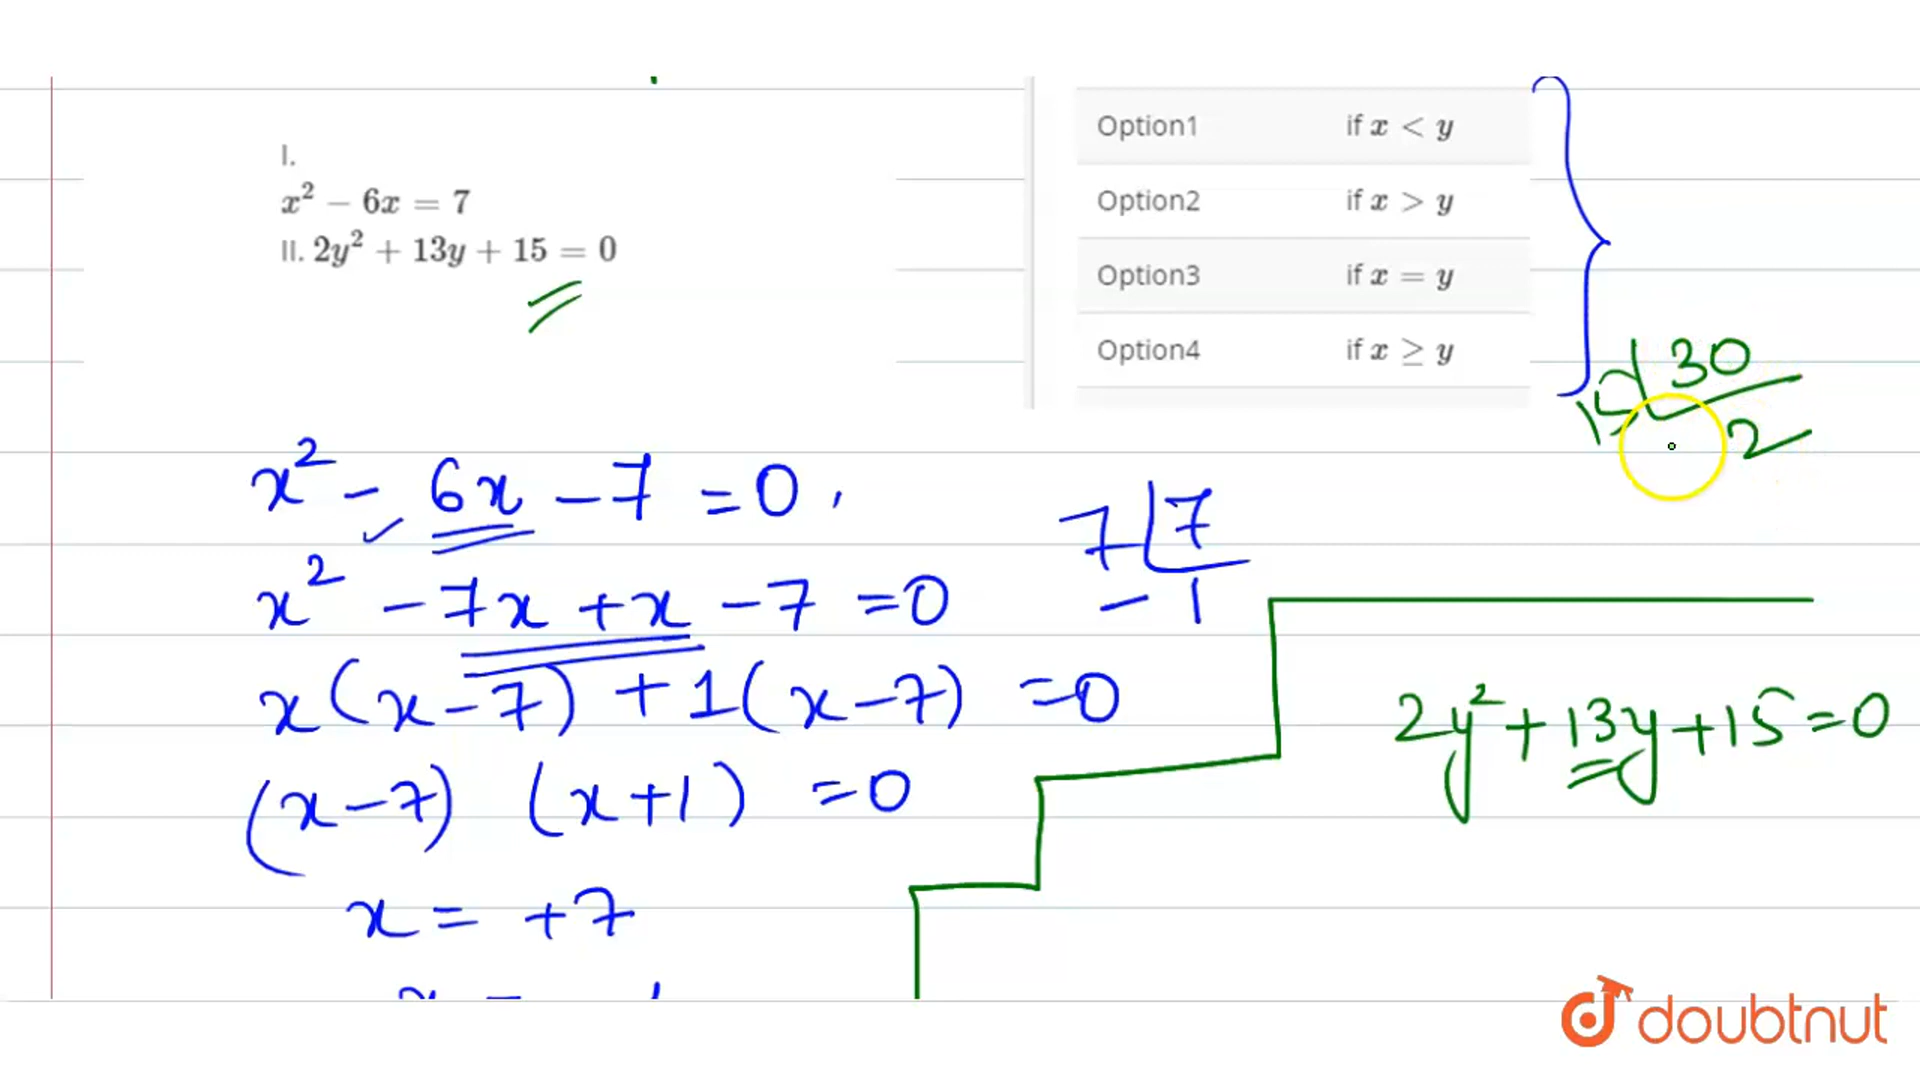 I.
x² − 6x = 7
II. 2y² + 13y + 15 = 0
Option1 if x < y
Option2 if x > y
Option3 if x = y
Option4 if x ≥ y
15 30
2
x² − 6x − 7 = 0,
7 7
− 1
x² − 7x + x − 7 = 0
x(x−7) + 1(x−7) = 0
(x−7) (x+1) = 0
x = +7
2y² + 13y + 15 = 0
doubtnut